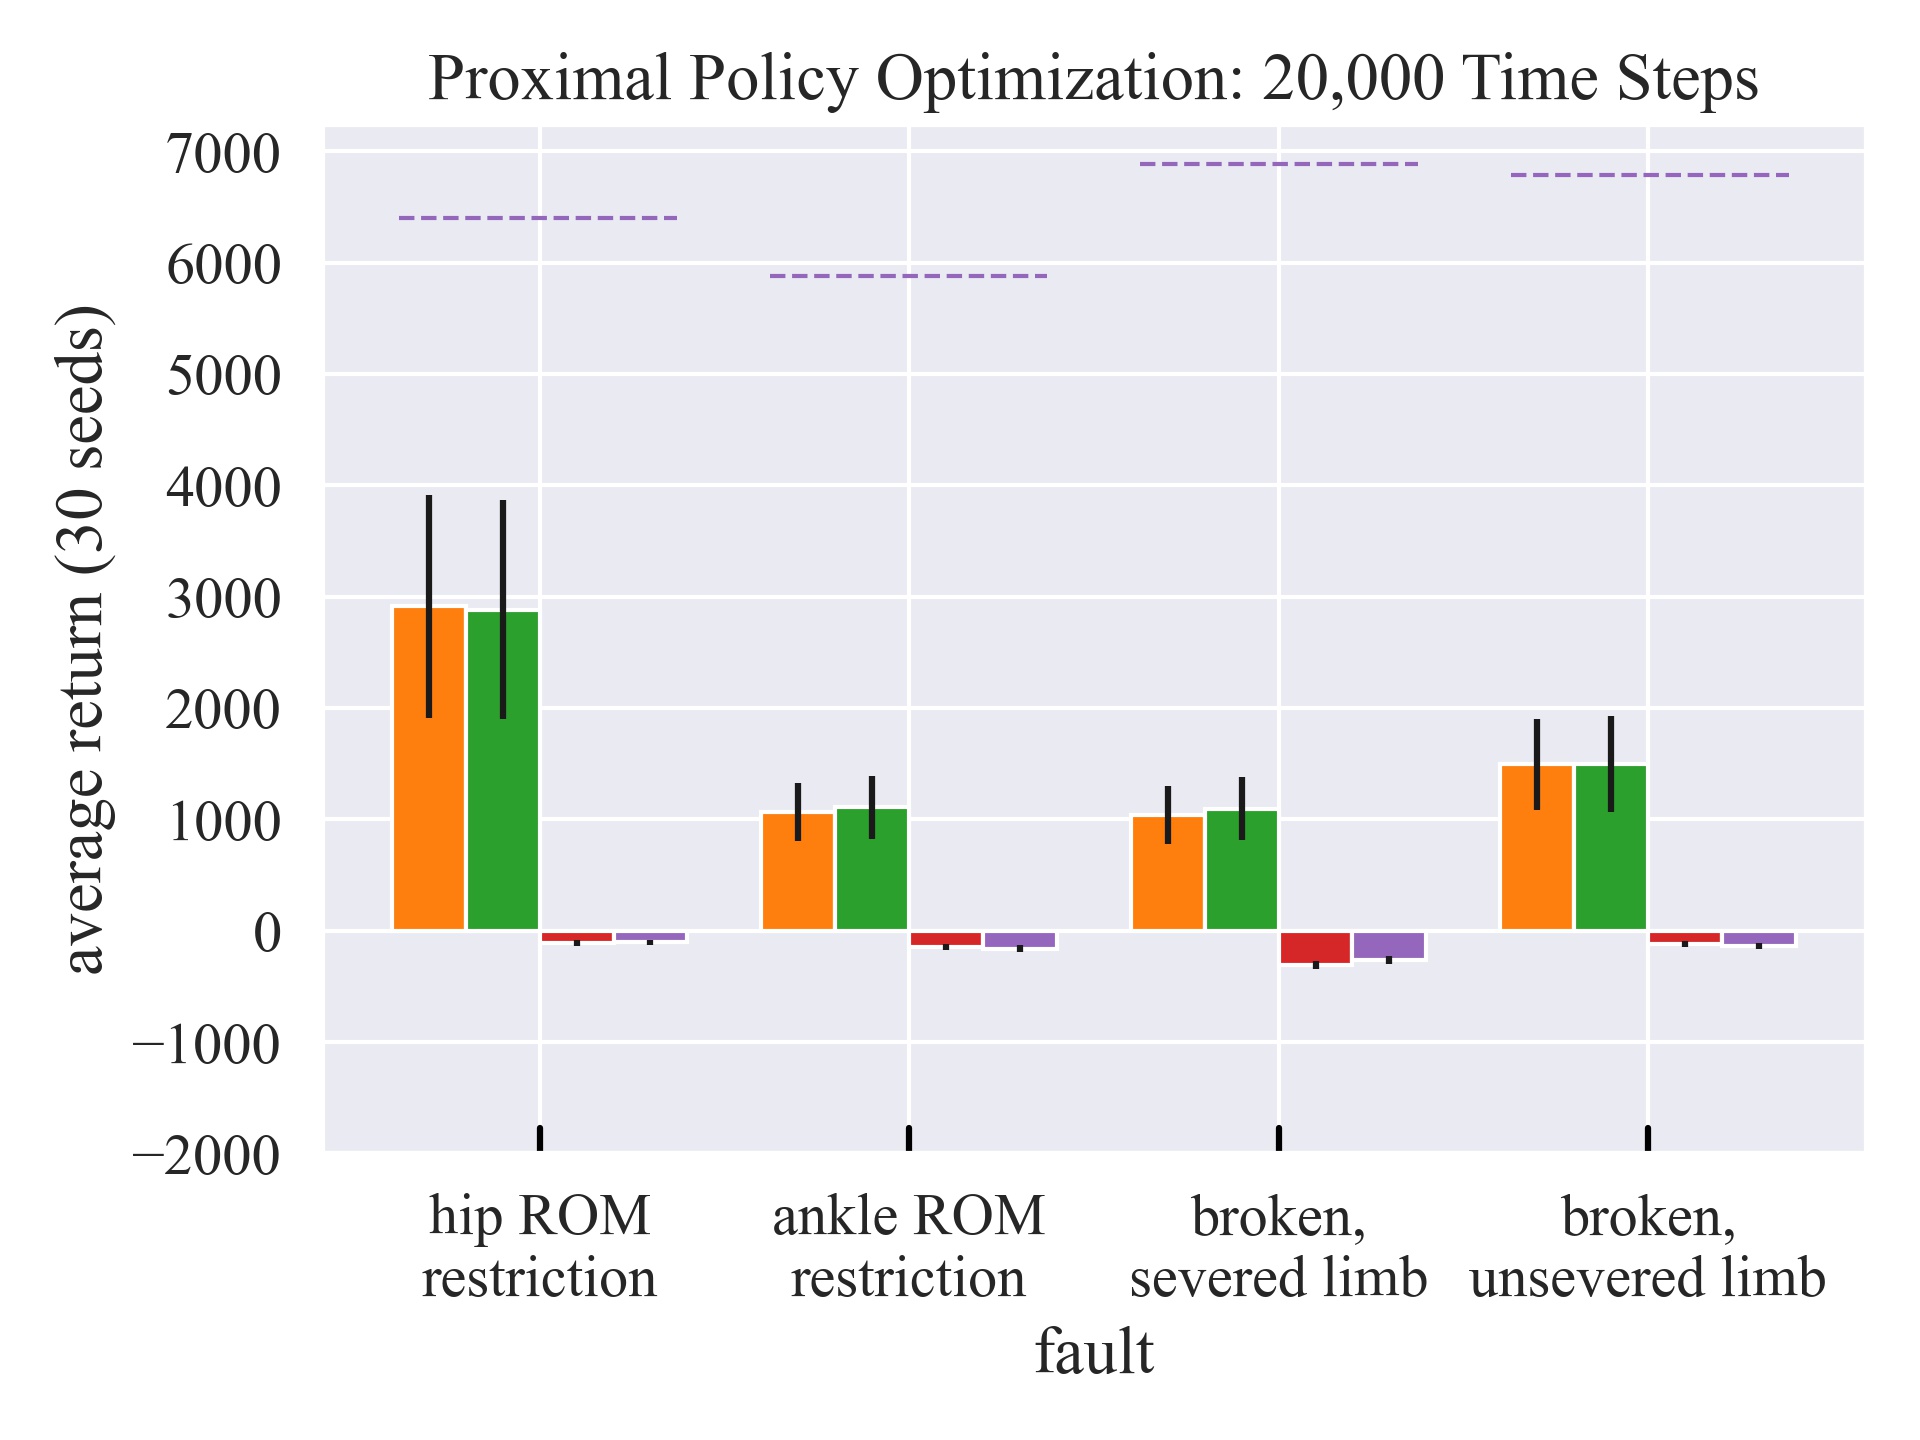 Proximal Policy Optimization: 20,000 Time Steps
7000
6000
5000
4000
3000
2000
1000
0
−1000
−2000
average return (30 seeds)
hip ROM
restriction
ankle ROM
restriction
broken,
severed limb
broken,
unsevered limb
fault